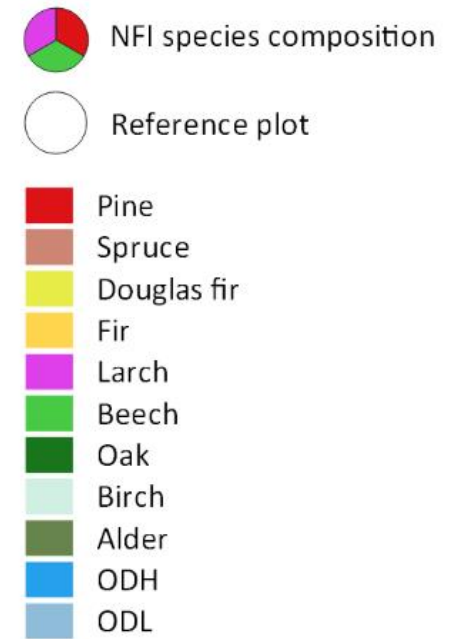 NFI species composition
Reference plot
Pine
Spruce
Douglas fir
Fir
Larch
Beech
Oak
Birch
Alder
ODH
ODL